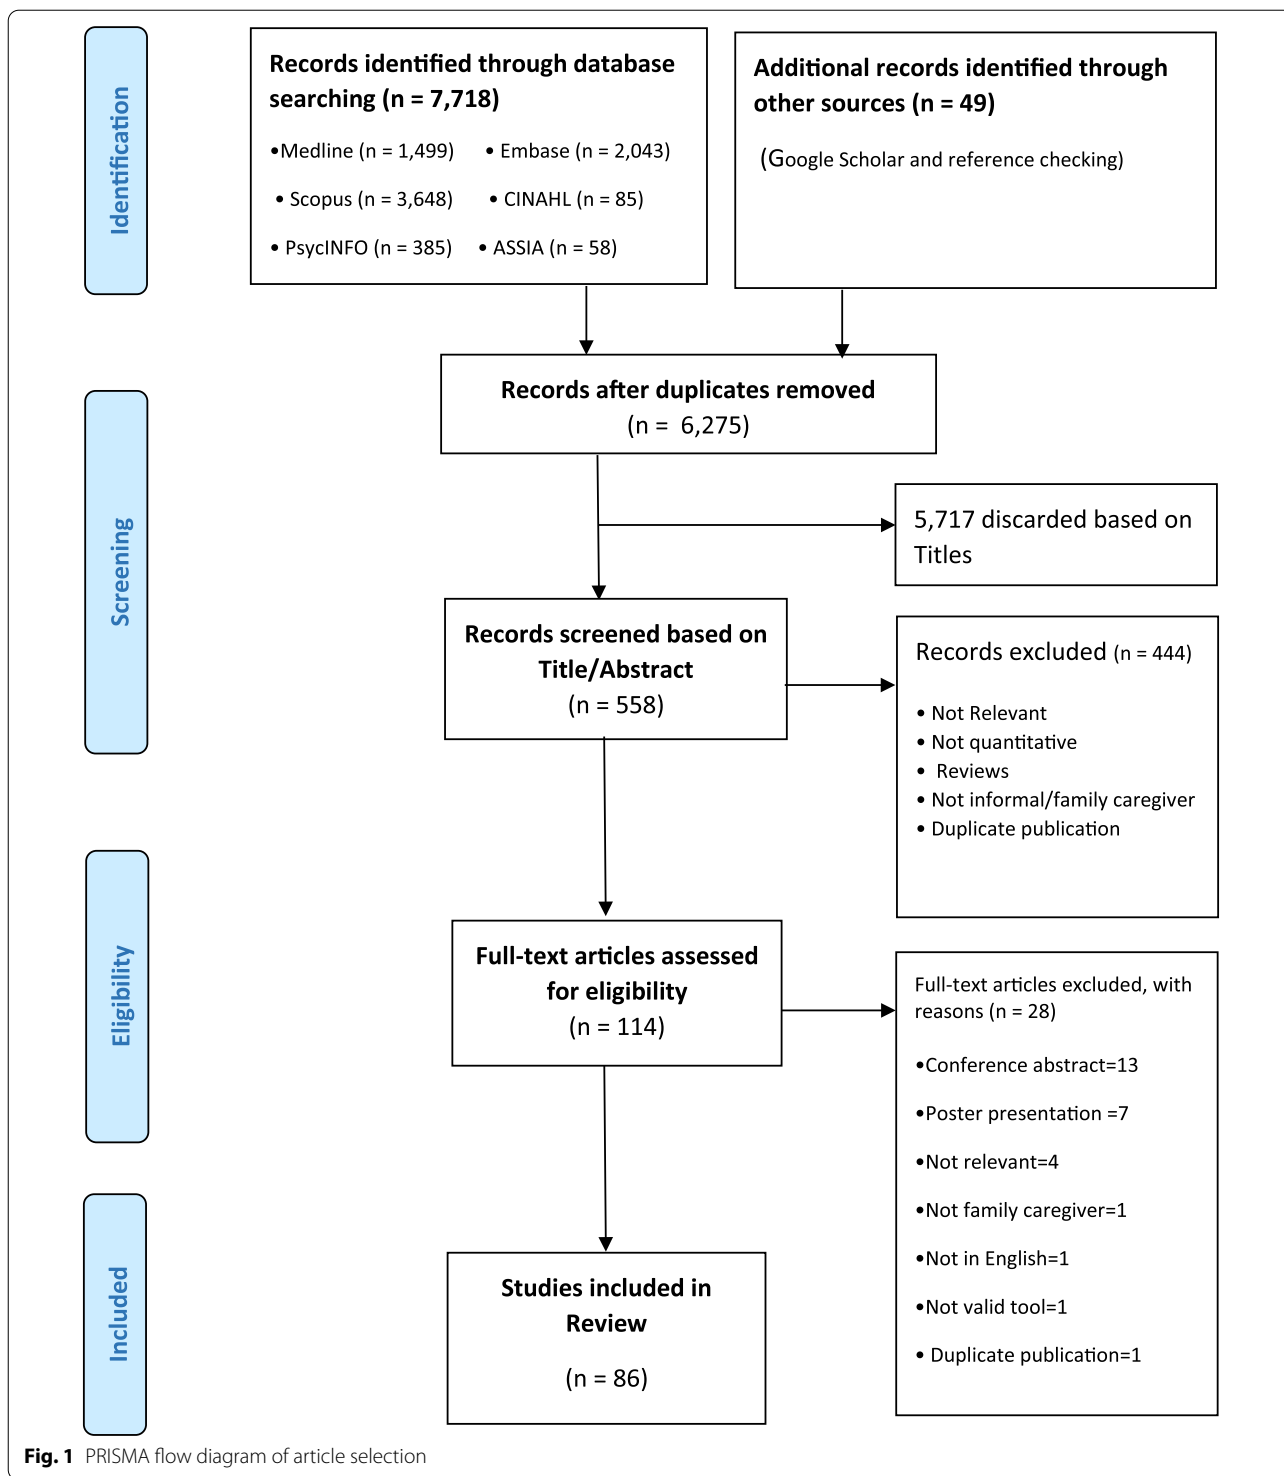 Identification
Records identified through database
searching (n = 7,718)
•Medline (n = 1,499) • Embase (n = 2,043)
• Scopus (n = 3,648) • CINAHL (n = 85)
• PsycINFO (n = 385) • ASSIA (n = 58)
Additional records identified through
other sources (n = 49)
(Google Scholar and reference checking)
Records after duplicates removed
(n = 6,275)
Screening
5,717 discarded based on
Titles
Records screened based on
Title/Abstract
(n = 558)
Records excluded (n = 444)
• Not Relevant
• Not quantitative
• Reviews
• Not informal/family caregiver
• Duplicate publication
Eligibility
Full-text articles assessed
for eligibility
(n = 114)
Full-text articles excluded, with
reasons (n = 28)
•Conference abstract=13
•Poster presentation =7
•Not relevant=4
•Not family caregiver=1
•Not in English=1
•Not valid tool=1
• Duplicate publication=1
Included
Studies included in
Review
(n = 86)
Fig. 1 PRISMA flow diagram of article selection